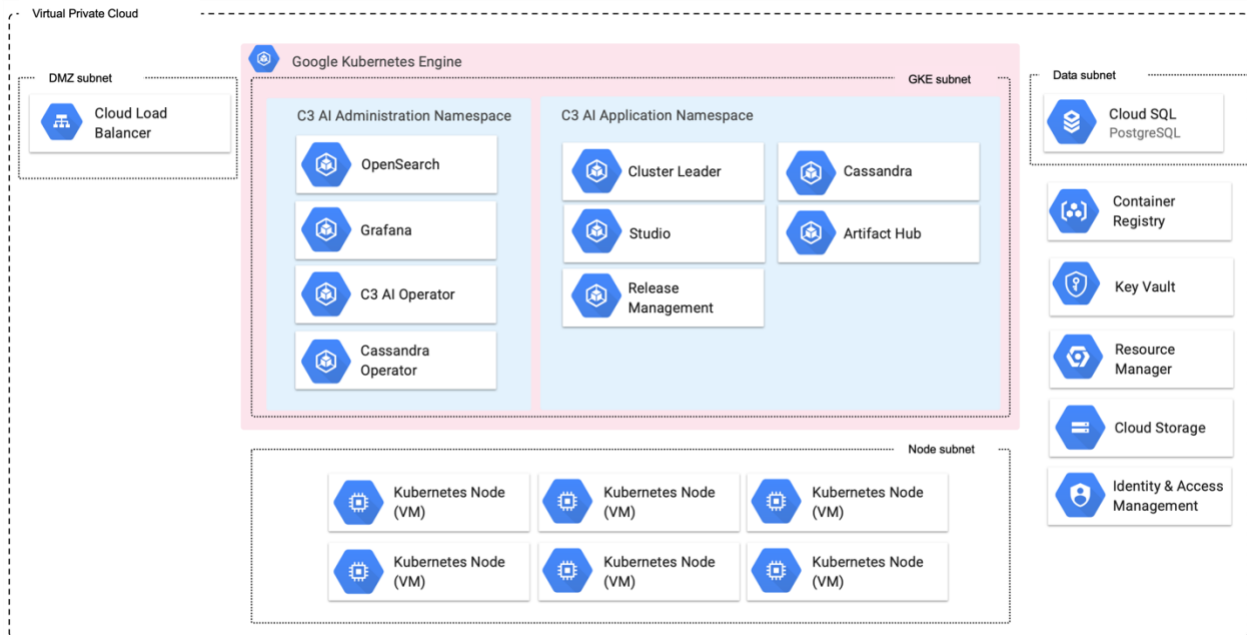 Virtual Private Cloud
DMZ subnet
Cloud Load
Balancer
Google Kubernetes Engine
GKE subnet
C3 AI Administration Namespace
OpenSearch
Grafana
C3 AI Operator
Cassandra
Operator
C3 AI Application Namespace
Cluster Leader
Cassandra
Studio
Artifact Hub
Release
Management
Data subnet
Cloud SQL
PostgreSQL
Container
Registry
Key Vault
Resource
Manager
Cloud Storage
Identity & Access
Management
Node subnet
Kubernetes Node
(VM)
Kubernetes Node
(VM)
Kubernetes Node
(VM)
Kubernetes Node
(VM)
Kubernetes Node
(VM)
Kubernetes Node
(VM)